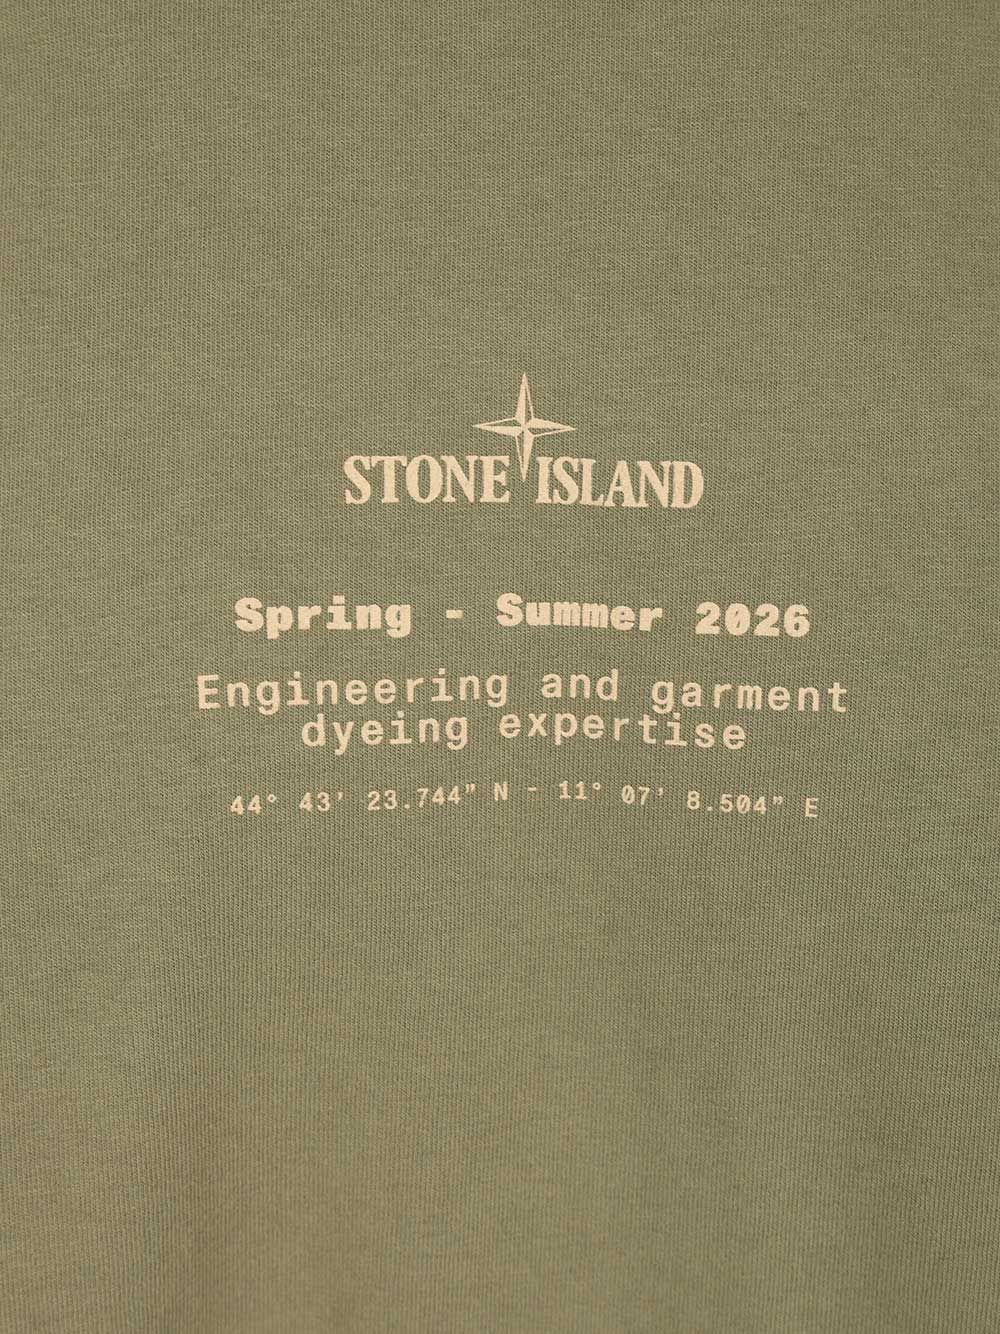 STONE ISLAND
Spring - Summer 2026
Engineering and garment
dyeing expertise
44° 43' 23.744" N - 11° 07' 8.504" E